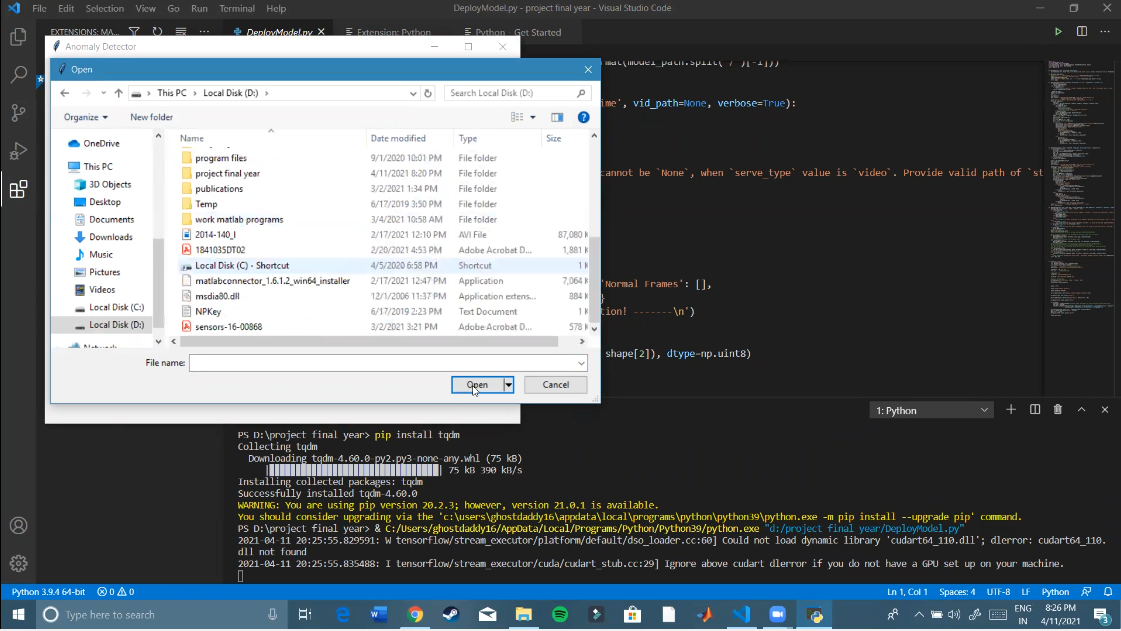 File Edit Selection View Go Run Terminal Help DeployModel.py - project final year - Visual Studio Code
EXTENSIONS: MA... DeployModel.py Extension: Python Python Get Started
Anomaly Detector
Open
This PC Local Disk (D:) Search Local Disk (D:)
ime', vid_path=None, verbose=True):
Organize New folder
Name Date modified Type Size
OneDrive
This PC
3D Objects
Desktop
Documents
Downloads
Music
Pictures
Videos
Local Disk (C:)
Local Disk (D:)
program files 9/1/2020 10:01 PM File folder
project final year 4/11/2021 8:20 PM File folder
publications 3/2/2021 1:34 PM File folder
Temp 6/17/2019 3:50 PM File folder
work matlab programs 3/4/2021 10:58 AM File folder
2014-140_l 2/17/2021 12:10 PM AVI File 87,080 K
1841035DT02 2/20/2021 4:53 PM Adobe Acrobat D... 1,881 K
Local Disk (C) - Shortcut 4/5/2020 6:58 PM Shortcut 1 K
matlabconnector_1.6.1.2_win64_installer 2/17/2021 12:47 PM Application 7,064 K
msdia80.dll 12/1/2006 11:37 PM Application extens... 884 K
NPKey 6/17/2019 2:23 PM Text Document 1 K
sensors-16-00868 3/2/2021 3:21 PM Adobe Acrobat D... 578 K
cannot be `None`, when `serve_type` value is `video`. Provide valid path of `st
'Normal Frames': [],
}
tion! -------\n')
shape[2]), dtype=np.uint8)
File name:
Open Cancel
1: Python
PS D:\project final year> pip install tqdm
Collecting tqdm
Downloading tqdm-4.60.0-py2.py3-none-any.whl (75 kB)
75 kB 390 kB/s
Installing collected packages: tqdm
Successfully installed tqdm-4.60.0
WARNING: You are using pip version 20.2.3; however, version 21.0.1 is available.
You should consider upgrading via the 'c:\users\ghostdaddy16\appdata\local\programs\python\python39\python.exe -m pip install --upgrade pip' command.
PS D:\project final year> & C:/Users/ghostdaddy16/AppData/Local/Programs/Python/Python39/python.exe "d:/project final year/DeployModel.py"
2021-04-11 20:25:55.829591: W tensorflow/stream_executor/platform/default/dso_loader.cc:60] Could not load dynamic library 'cudart64_110.dll'; dlerror: cudart64_110.
dll not found
2021-04-11 20:25:55.835488: I tensorflow/stream_executor/cuda/cudart_stub.cc:29] Ignore above cudart dlerror if you do not have a GPU set up on your machine.
Python 3.9.4 64-bit 0 0 Ln 1, Col 1 Spaces: 4 UTF-8 LF Python
Type here to search
ENG 8:26 PM
IN 4/11/2021 3